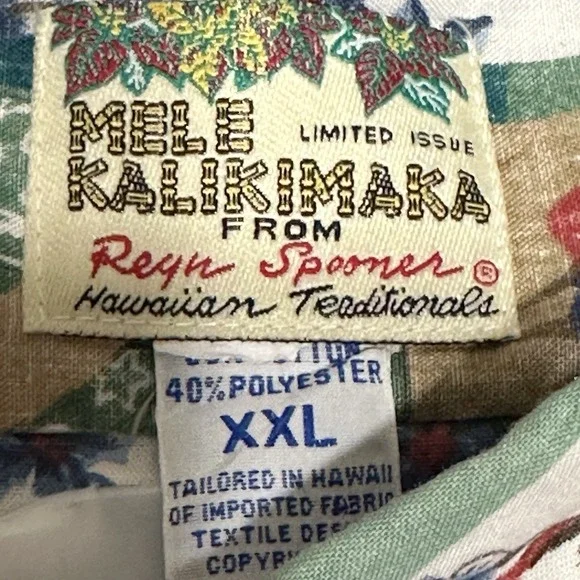 MELE
LIMITED ISSUE
KALIKIMAKA
FROM
Reyn Spooner ®
Hawaiian Traditionals
40% POLYESTER
XXL
TAILORED IN HAWAII
OF IMPORTED FABRIC
TEXTILE